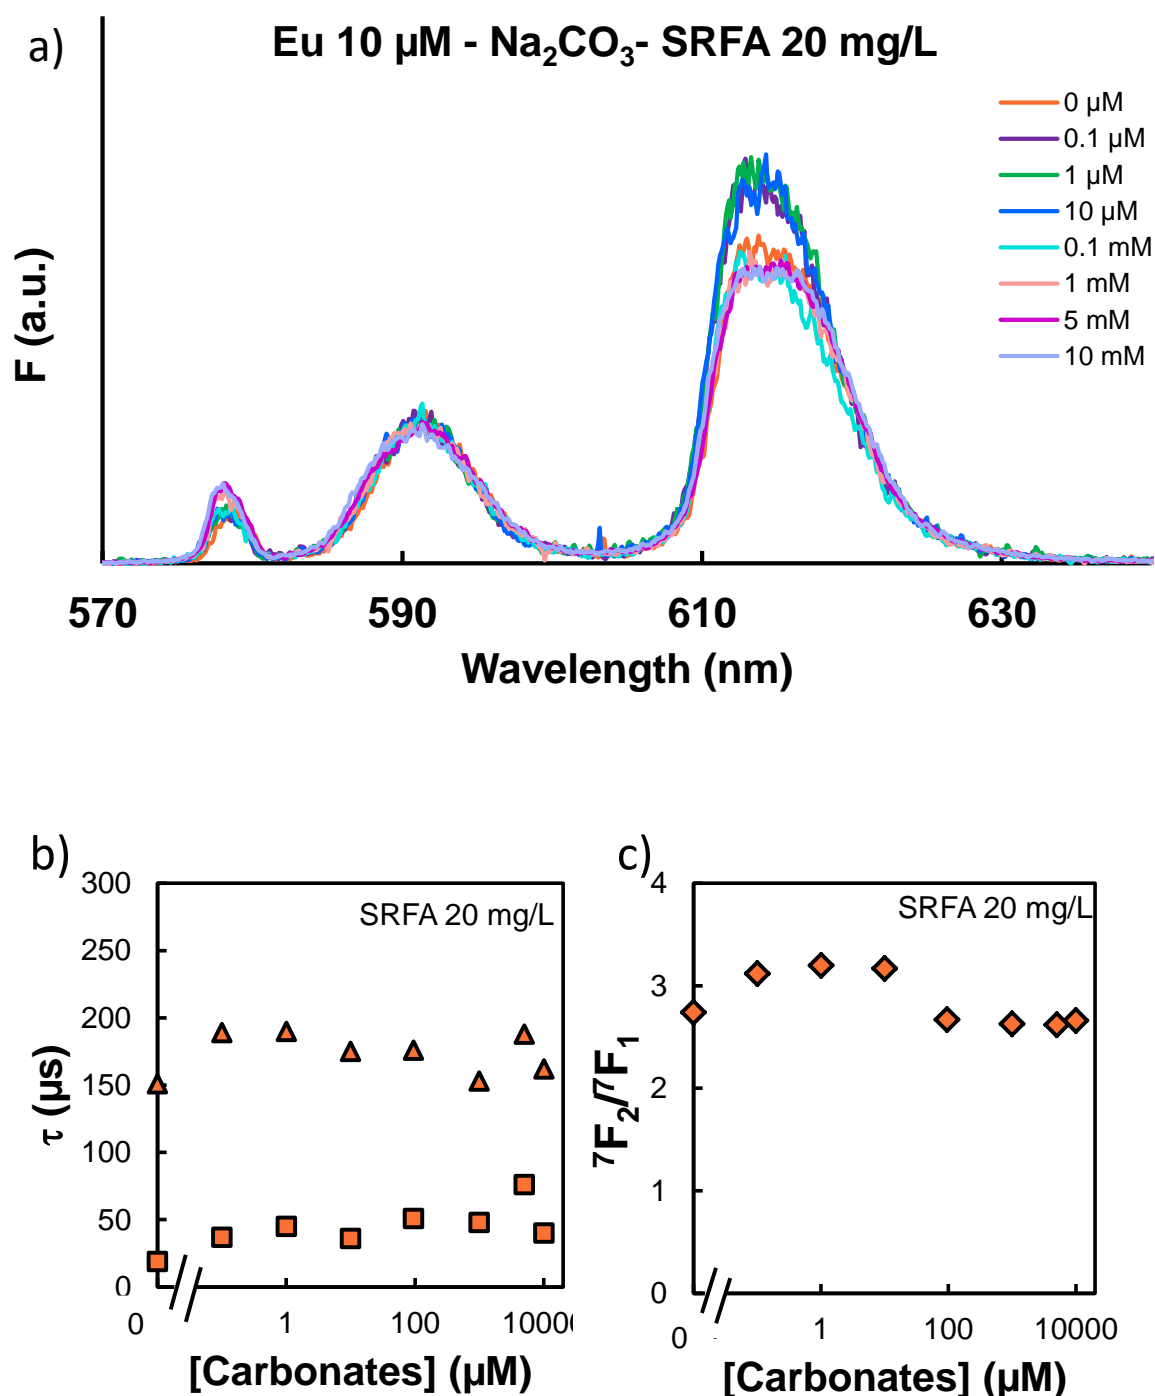 a)
Eu 10 µM - Na₂CO₃- SRFA 20 mg/L
0 µM
0.1 µM
1 µM
10 µM
0.1 mM
1 mM
5 mM
10 mM
F (a.u.)
570 590 610 630
Wavelength (nm)
b)
SRFA 20 mg/L
300
250
200
150
100
50
0
τ (µs)
0 1 100 10000
[Carbonates] (µM)
c)
SRFA 20 mg/L
4
3
2
1
0
⁷F₂/⁷F₁
0 1 100 10000
[Carbonates] (µM)